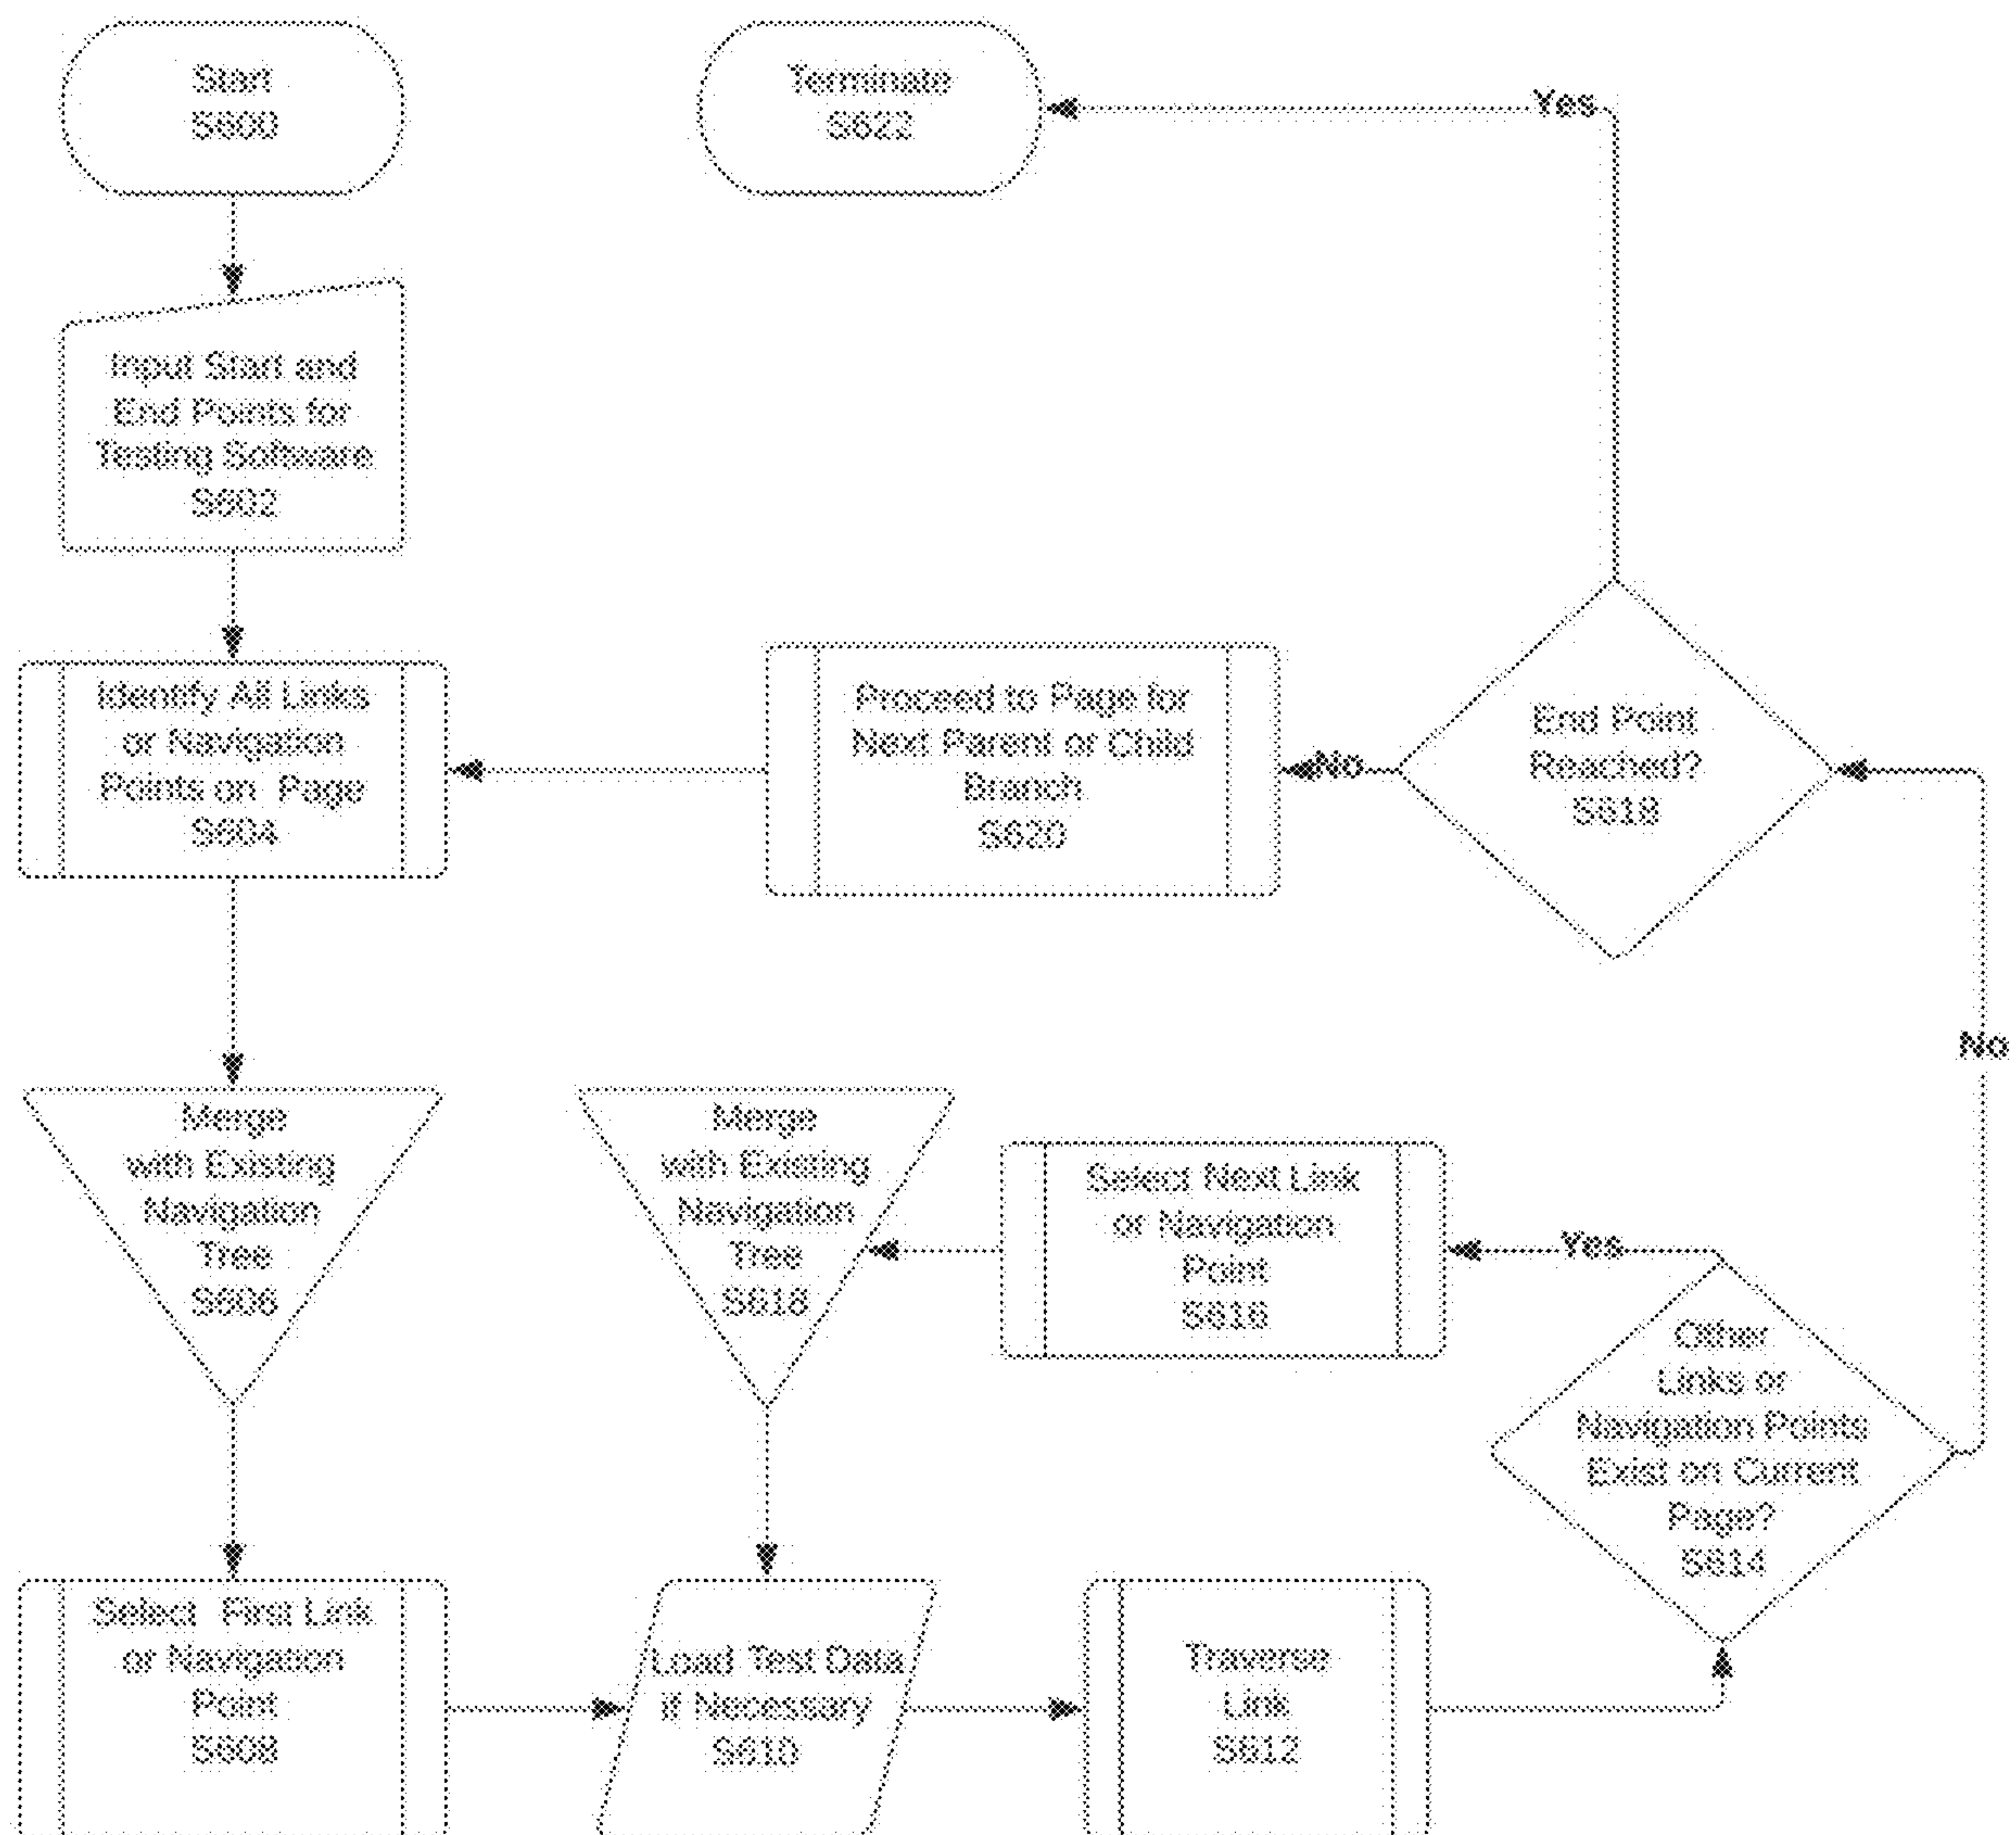 Start
S600
Terminate
S622
Yes
Input Start and
End Points for
Testing Software
S602
Identify All Links
or Navigation
Points on Page
S604
Proceed to Page for
Next Parent or Child
Branch
S620
No
End Point
Reached?
S618
No
Merge
with Existing
Navigation
Tree
S606
Merge
with Existing
Navigation
Tree
S618
Select Next Link
or Navigation
Point
S616
Yes
Other
Links or
Navigation Points
Exist on Current
Page?
S614
Select First Link
or Navigation
Point
S608
Load Test Data
if Necessary
S610
Traverse
Link
S612